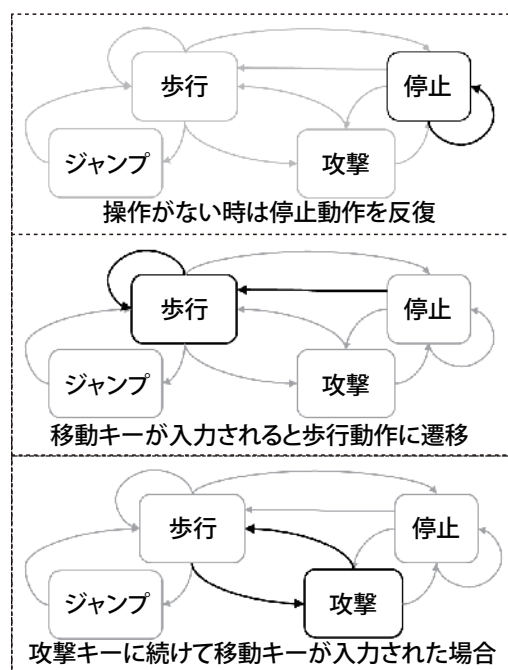 歩行
停止
ジャンプ
攻撃
操作がない時は停止動作を反復
歩行
停止
ジャンプ
攻撃
移動キーが入力されると歩行動作に遷移
歩行
停止
ジャンプ
攻撃
攻撃キーに続けて移動キーが入力された場合